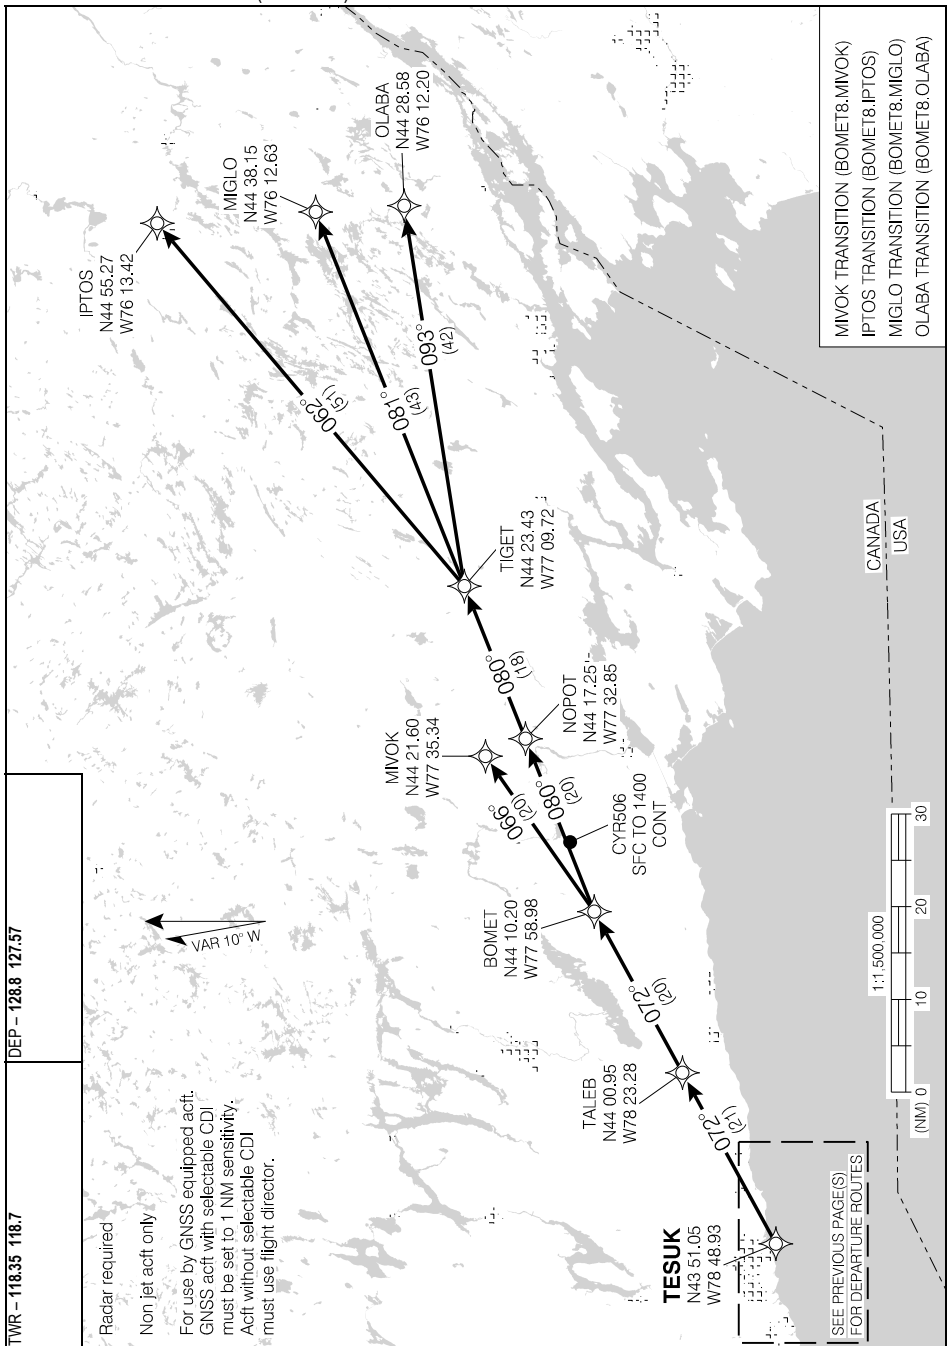 TWR – 118.35 118.7
DEP – 128.8 127.57
Radar required
Non jet acft only
For use by GNSS equipped acft.
GNSS acft with selectable CDI
must be set to 1 NM sensitivity.
Acft without selectable CDI
must use flight director.
VAR 10° W
IPTOS
N44 55.27
W76 13.42
MIGLO
N44 38.15
W76 12.63
OLABA
N44 28.58
W76 12.20
062°
(51)
081°
(43)
093°
(42)
TIGET
N44 23.43
W77 09.72
080°
(18)
MIVOK
N44 21.60
W77 35.34
NOPOT
N44 17.25
W77 32.85
066°
(20)
080°
(20)
CYR506
SFC TO 1400
CONT
BOMET
N44 10.20
W77 58.98
072°
(20)
TALEB
N44 00.95
W78 23.28
072°
(21)
TESUK
N43 51.05
W78 48.93
SEE PREVIOUS PAGE(S)
FOR DEPARTURE ROUTES
CANADA
USA
1:1,500,000
(NM) 0 10 20 30
MIVOK TRANSITION (BOMET8.MIVOK)
IPTOS TRANSITION (BOMET8.IPTOS)
MIGLO TRANSITION (BOMET8.MIGLO)
OLABA TRANSITION (BOMET8.OLABA)